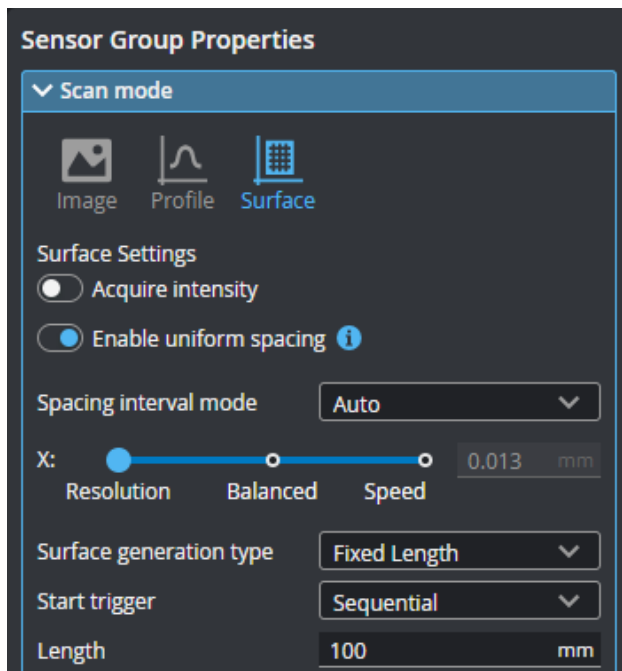 Sensor Group Properties
Scan mode
Image Profile Surface
Surface Settings
Acquire intensity
Enable uniform spacing i
Spacing interval mode Auto
X: 0.013 mm
Resolution Balanced Speed
Surface generation type Fixed Length
Start trigger Sequential
Length 100 mm